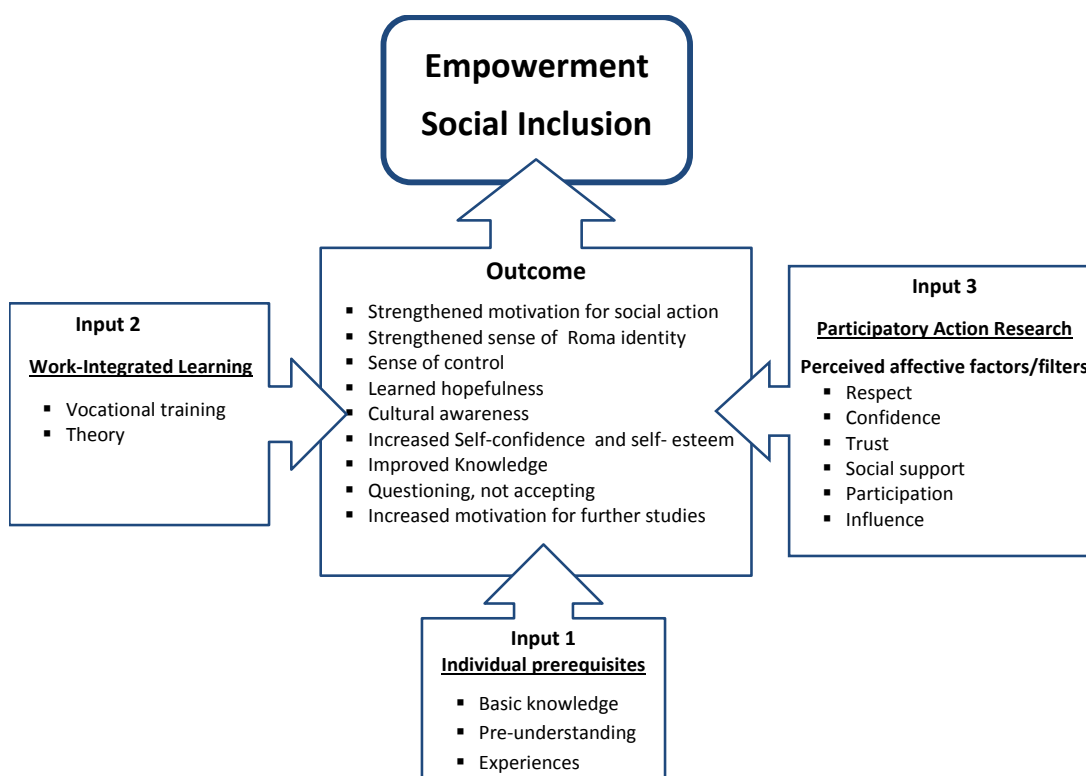 Empowerment
Social Inclusion
Outcome
▪ Strengthened motivation for social action
▪ Strengthened sense of Roma identity
▪ Sense of control
▪ Learned hopefulness
▪ Cultural awareness
▪ Increased Self-confidence and self- esteem
▪ Improved Knowledge
▪ Questioning, not accepting
▪ Increased motivation for further studies
Input 2
Work-Integrated Learning
▪ Vocational training
▪ Theory
Input 3
Participatory Action Research
Perceived affective factors/filters
▪ Respect
▪ Confidence
▪ Trust
▪ Social support
▪ Participation
▪ Influence
Input 1
Individual prerequisites
▪ Basic knowledge
▪ Pre-understanding
▪ Experiences